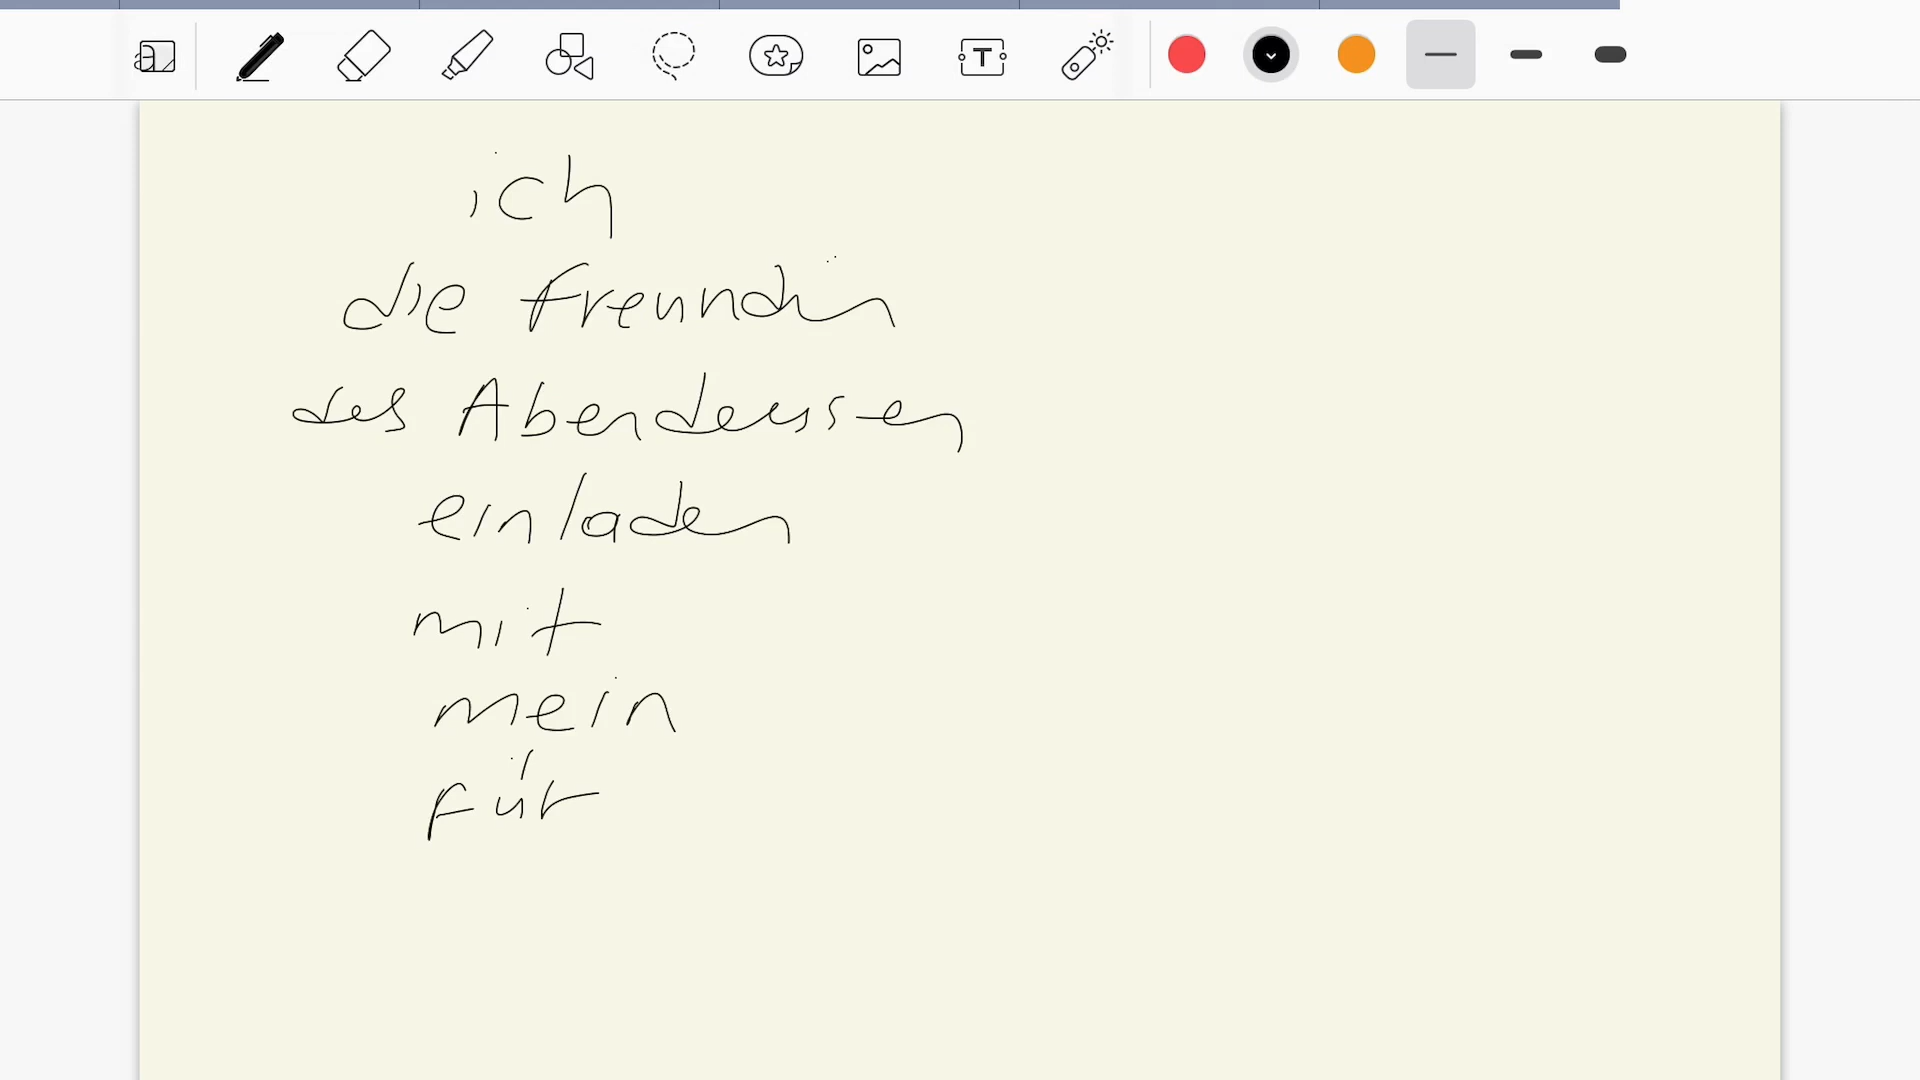 ich
die Freundin
das Abendessen
einladen
mit
mein
für